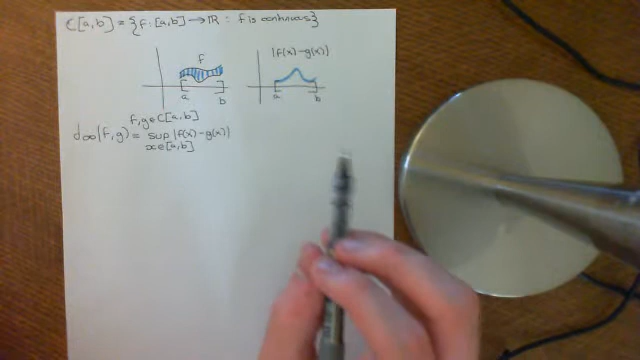 C[a,b] = {f: [a,b] → ℝ : f is continuous}
f
|f(x)-g(x)|
a b
a b
f,g∈C[a,b]
d∞(f,g) = sup |f(x)-g(x)|
x∈[a,b]